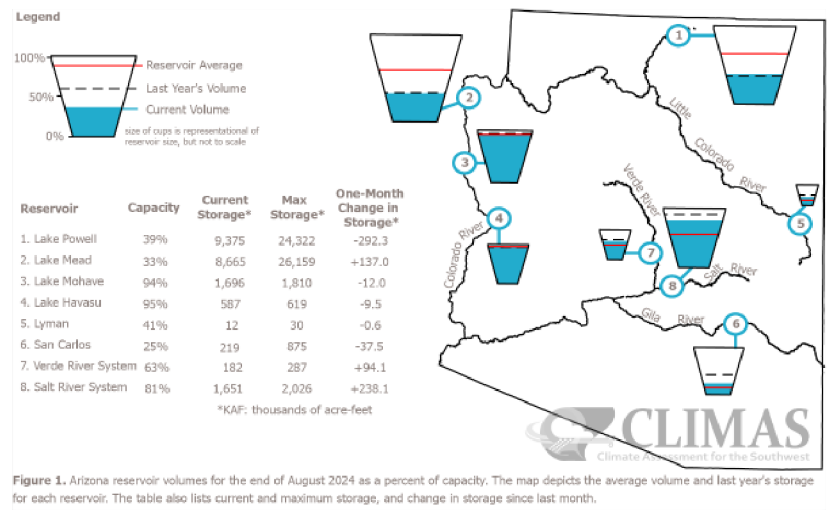 Legend
100%
50%
0%
Reservoir Average
Last Year's Volume
Current Volume
size of cups is representational of
reservoir size, but not to scale
Reservoir Capacity Current Storage* Max Storage* One-Month Change in Storage*
1. Lake Powell 39% 9,375 24,322 -292.3
2. Lake Mead 33% 8,665 26,159 +137.0
3. Lake Mohave 94% 1,696 1,810 -12.0
4. Lake Havasu 95% 587 619 -9.5
5. Lyman 41% 12 30 -0.6
6. San Carlos 25% 219 875 -37.5
7. Verde River System 63% 182 287 +94.1
8. Salt River System 81% 1,651 2,026 +238.1
*KAF: thousands of acre-feet
1
2
3
4
5
6
7
8
Little Colorado River
Verde River
Colorado River
Salt River
Gila River
CLIMAS
Climate Assessment for the Southwest
Figure 1. Arizona reservoir volumes for the end of August 2024 as a percent of capacity. The map depicts the average volume and last year's storage
for each reservoir. The table also lists current and maximum storage, and change in storage since last month.